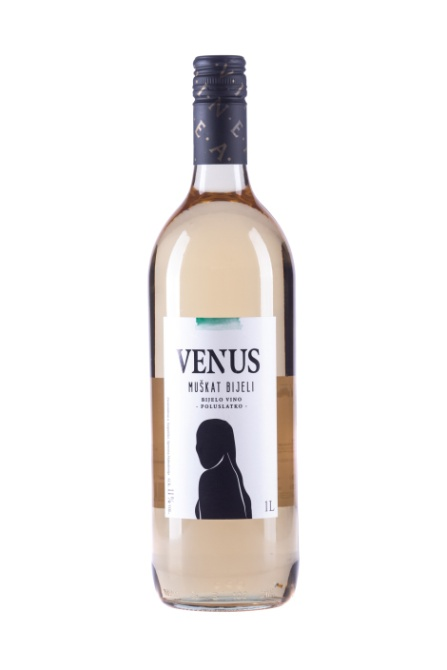 V.I.N.E.A.
VENUS
MUŠKAT BIJELI
BIJELO VINO
- POLUSLATKO -
1L